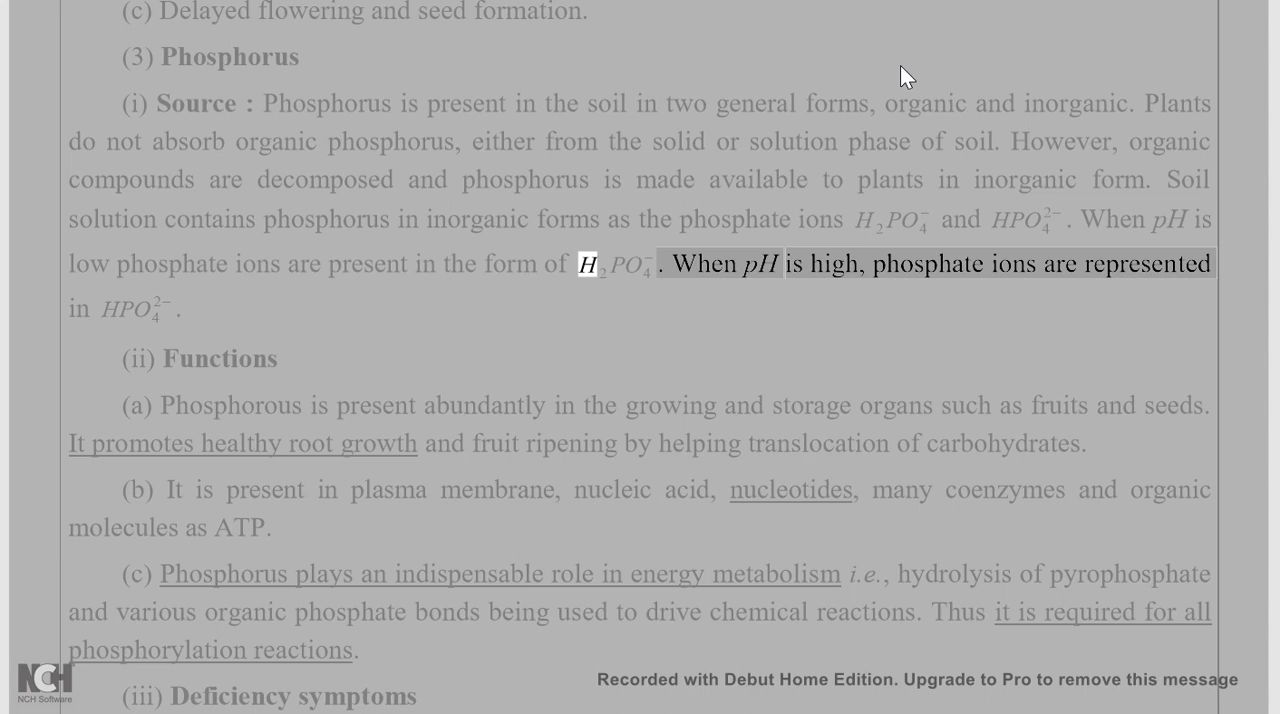 (c) Delayed flowering and seed formation.
(3) Phosphorus
(i) Source : Phosphorus is present in the soil in two general forms, organic and inorganic. Plants
do not absorb organic phosphorus, either from the solid or solution phase of soil. However, organic
compounds are decomposed and phosphorus is made available to plants in inorganic form. Soil
solution contains phosphorus in inorganic forms as the phosphate ions H₂PO₄⁻ and HPO₄²⁻. When pH is
low phosphate ions are present in the form of H₂PO₄⁻. When pH is high, phosphate ions are represented
in HPO₄²⁻.
(ii) Functions
(a) Phosphorous is present abundantly in the growing and storage organs such as fruits and seeds.
It promotes healthy root growth and fruit ripening by helping translocation of carbohydrates.
(b) It is present in plasma membrane, nucleic acid, nucleotides, many coenzymes and organic
molecules as ATP.
(c) Phosphorus plays an indispensable role in energy metabolism i.e., hydrolysis of pyrophosphate
and various organic phosphate bonds being used to drive chemical reactions. Thus it is required for all
phosphorylation reactions.
(iii) Deficiency symptoms
NCH
NCH Software
Recorded with Debut Home Edition. Upgrade to Pro to remove this message